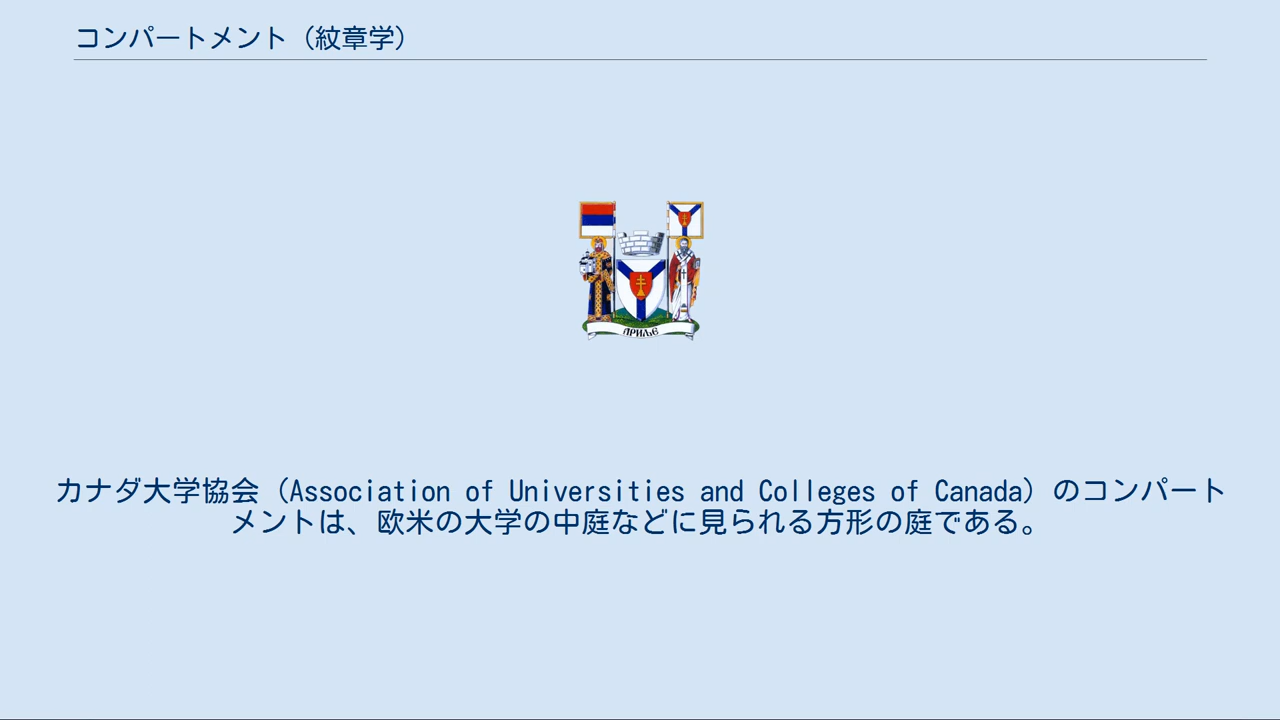 コンパートメント（紋章学）
АРИЉЕ
カナダ大学協会（Association of Universities and Colleges of Canada）のコンパート
メントは、欧米の大学の中庭などに見られる方形の庭である。